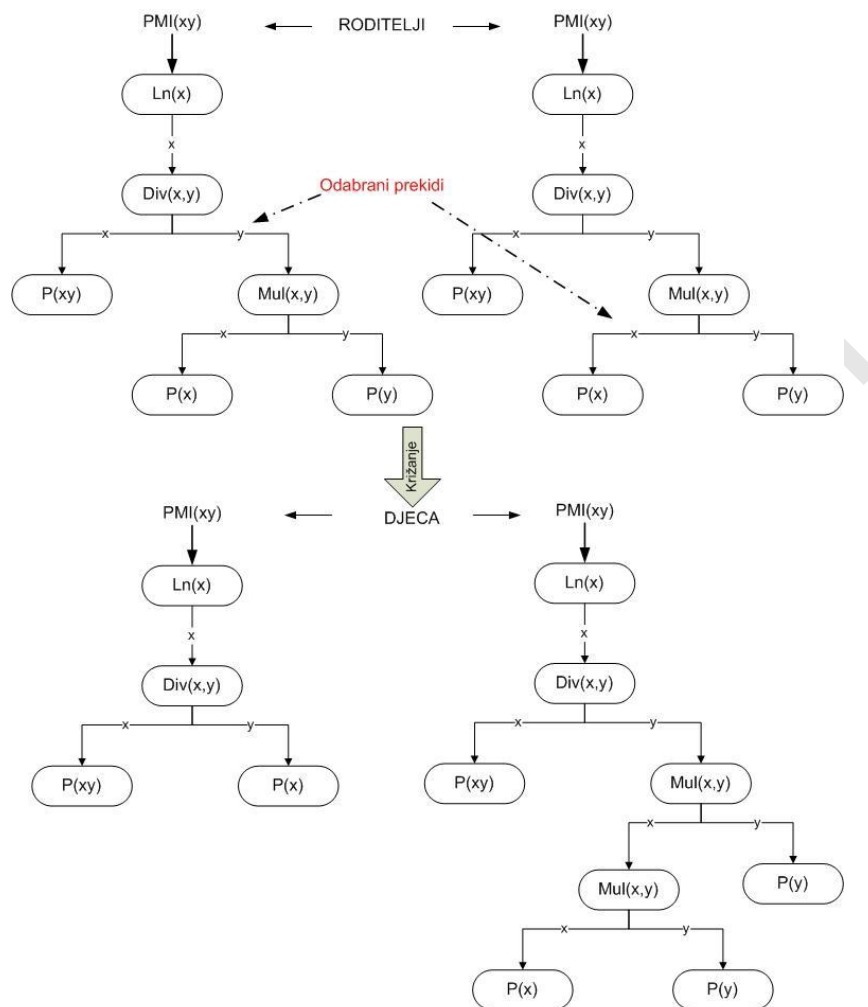 PMI(xy) RODITELJI PMI(xy)
Ln(x) Ln(x)
x x
Div(x,y) Odabrani prekidi Div(x,y)
x y x y
P(xy) Mul(x,y) P(xy) Mul(x,y)
x y x y
P(x) P(y) P(x) P(y)
Križanje
PMI(xy) DJECA PMI(xy)
Ln(x) Ln(x)
x x
Div(x,y) Div(x,y)
x y x y
P(xy) P(x) P(xy) Mul(x,y)
x y
Mul(x,y) P(y)
x y
P(x) P(y)